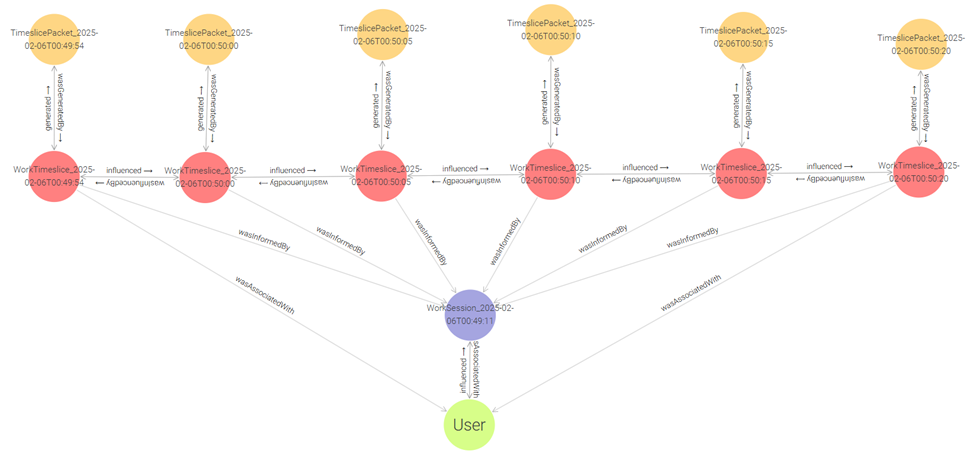 TimeslicePacket_2025-
02-06T00:49:54
TimeslicePacket_2025-
02-06T00:50:00
TimeslicePacket_2025-
02-06T00:50:05
TimeslicePacket_2025-
02-06T00:50:10
TimeslicePacket_2025-
02-06T00:50:15
TimeslicePacket_2025-
02-06T00:50:20
wasGeneratedBy →
← generated
wasGeneratedBy →
← generated
wasGeneratedBy →
← generated
wasGeneratedBy →
← generated
wasGeneratedBy →
← generated
wasGeneratedBy →
← generated
WorkTimeslice_2025-
02-06T00:49:54
influenced →
← wasInfluencedBy
WorkTimeslice_2025-
02-06T00:50:00
influenced →
← wasInfluencedBy
WorkTimeslice_2025-
02-06T00:50:05
influenced →
← wasInfluencedBy
WorkTimeslice_2025-
02-06T00:50:10
influenced →
← wasInfluencedBy
WorkTimeslice_2025-
02-06T00:50:15
influenced →
← wasInfluencedBy
WorkTimeslice_2025-
02-06T00:50:20
wasInformedBy
wasInformedBy
wasInformedBy
wasInformedBy
wasInformedBy
wasInformedBy
wasAssociatedWith
wasAssociatedWith
WorkSession_2025-02-
06T00:49:11
sAssociatedWith
← influenced
User